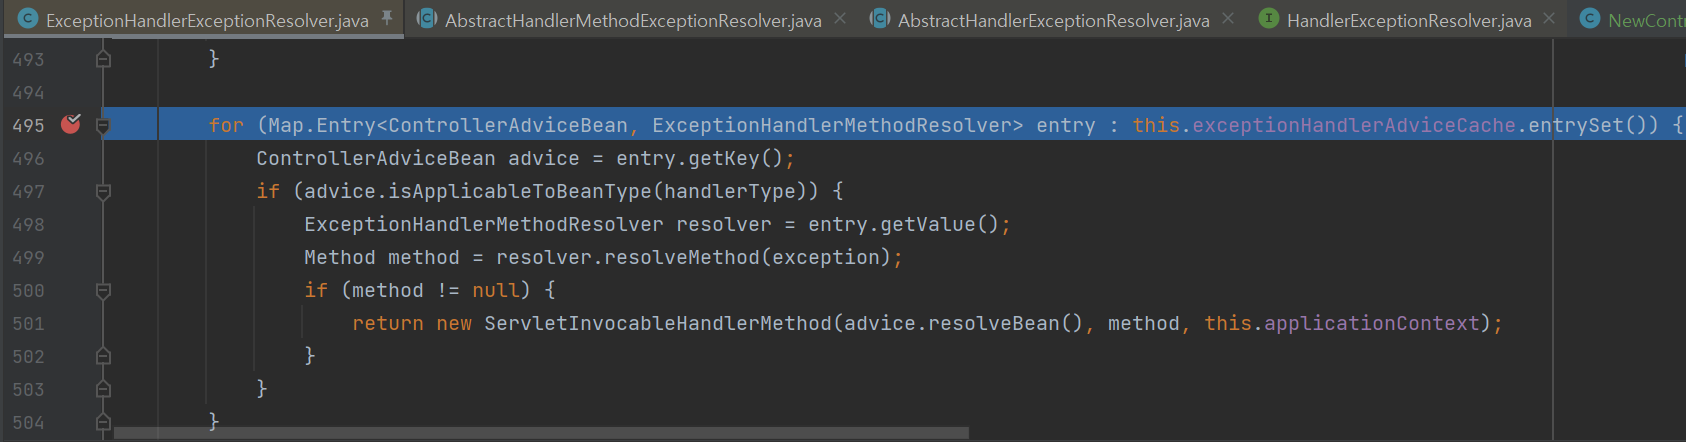 C ExceptionHandlerExceptionResolver.java C AbstractHandlerMethodExceptionResolver.java C AbstractHandlerExceptionResolver.java I HandlerExceptionResolver.java C NewContr
493 }
494
495 for (Map.Entry<ControllerAdviceBean, ExceptionHandlerMethodResolver> entry : this.exceptionHandlerAdviceCache.entrySet()) {
496 ControllerAdviceBean advice = entry.getKey();
497 if (advice.isApplicableToBeanType(handlerType)) {
498 ExceptionHandlerMethodResolver resolver = entry.getValue();
499 Method method = resolver.resolveMethod(exception);
500 if (method != null) {
501 return new ServletInvocableHandlerMethod(advice.resolveBean(), method, this.applicationContext);
502 }
503 }
504 }